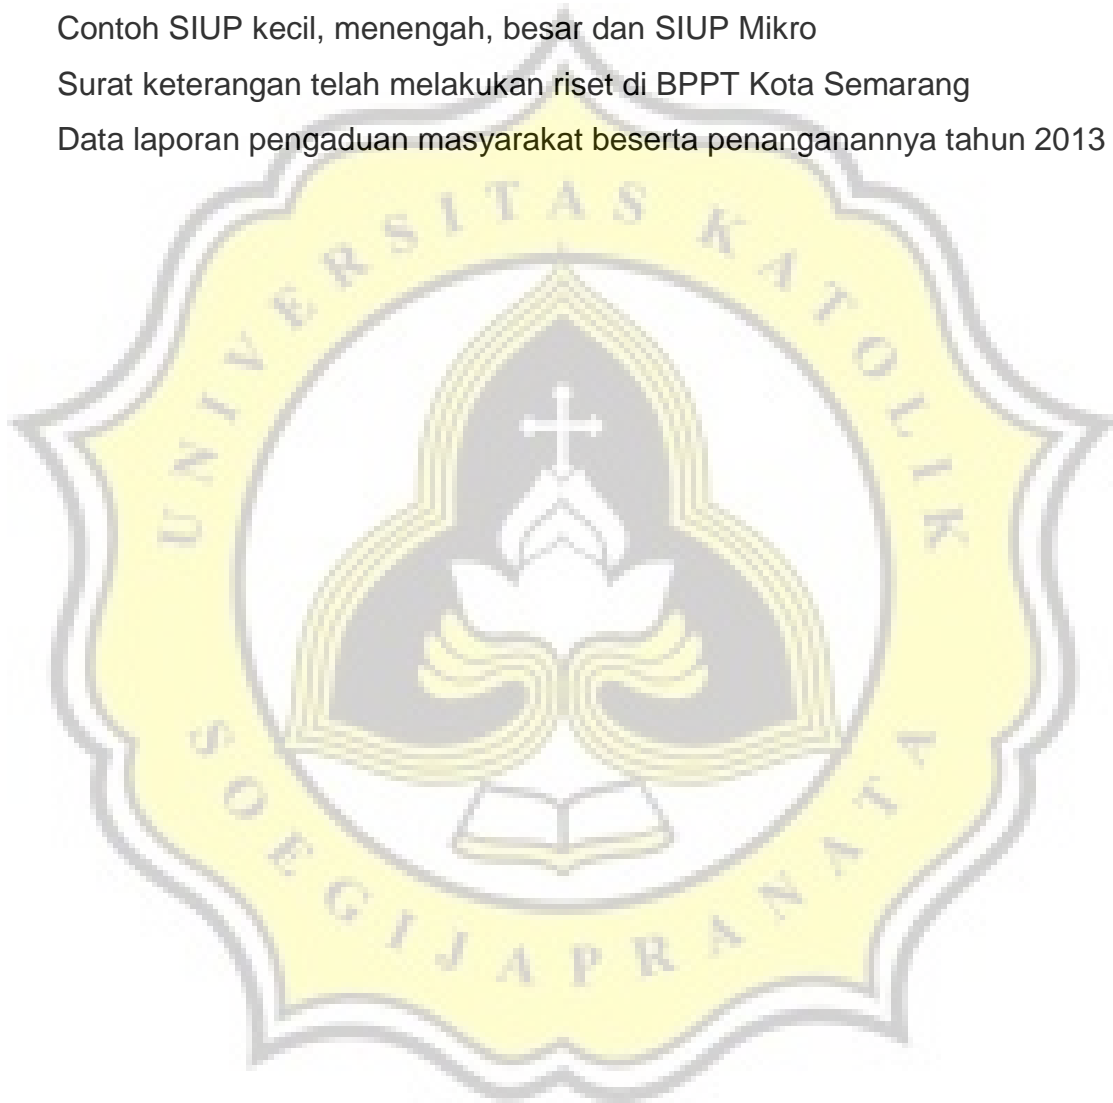 Contoh SIUP kecil, menengah, besar dan SIUP Mikro
Surat keterangan telah melakukan riset di BPPT Kota Semarang
Data laporan pengaduan masyarakat beserta penanganannya tahun 2013
UNIVERSITAS KATOLIK
SOEGIJAPRANATA